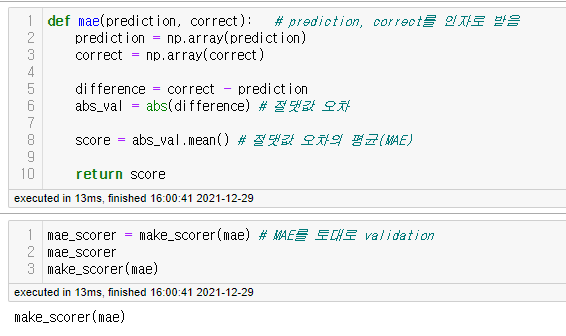 1 def mae(prediction, correct):   # prediction, correct를 인자로 받음
2     prediction = np.array(prediction)
3     correct = np.array(correct)
4
5     difference = correct - prediction
6     abs_val = abs(difference) # 절댓값 오차
7
8     score = abs_val.mean() # 절댓값 오차의 평균(MAE)
9
10     return score
executed in 13ms, finished 16:00:41 2021-12-29
1 mae_scorer = make_scorer(mae) # MAE를 토대로 validation
2 mae_scorer
3 make_scorer(mae)
executed in 13ms, finished 16:00:41 2021-12-29
make_scorer(mae)